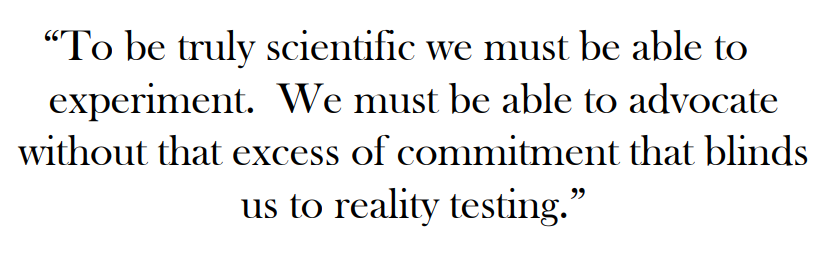 “To be truly scientific we must be able to
experiment.  We must be able to advocate
without that excess of commitment that blinds
us to reality testing.”